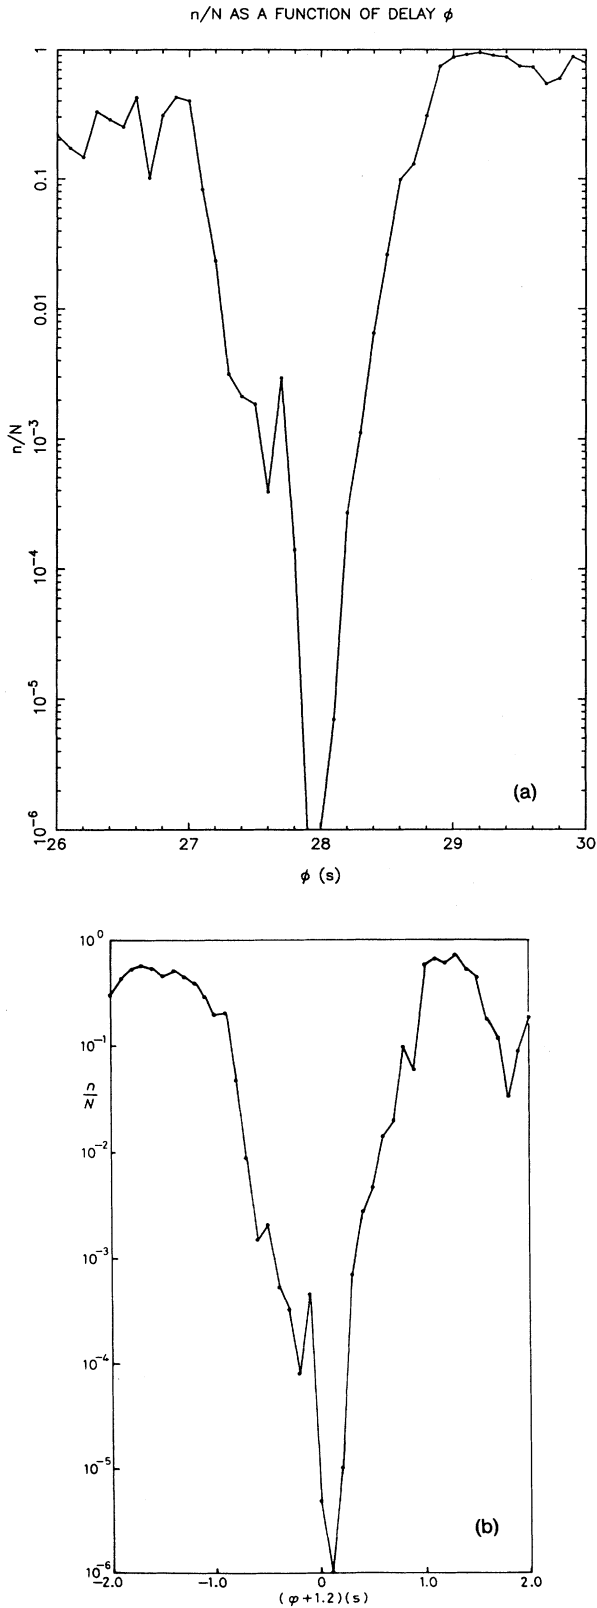 n/N AS A FUNCTION OF DELAY ϕ
1
0.1
0.01
10⁻³
10⁻⁴
10⁻⁵
10⁻⁶
n/N
(a)
26 27 28 29 30
ϕ (s)
10⁰
10⁻¹
n/N
10⁻²
10⁻³
10⁻⁴
10⁻⁵
10⁻⁶
(b)
-2.0 -1.0 0 1.0 2.0
(φ+1.2)(s)